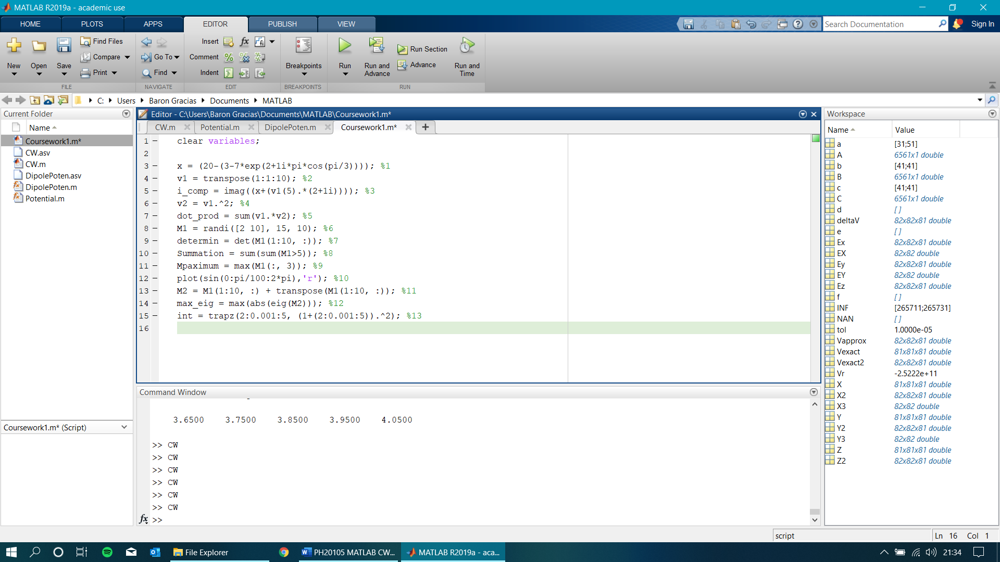 MATLAB R2019a - academic use
HOME PLOTS APPS EDITOR PUBLISH VIEW
Search Documentation
Sign In
New
Open
Save
Find Files
Compare
Print
FILE
Go To
Find
NAVIGATE
Insert
Comment
Indent
EDIT
Breakpoints
BREAKPOINTS
Run
Run and Advance
Run Section
Advance
Run and Time
RUN
C: Users Baron Gracias Documents MATLAB
Current Folder
Name
Coursework1.m*
CW.asv
CW.m
DipolePoten.asv
DipolePoten.m
Potential.m
Coursework1.m* (Script)
Editor - C:\Users\Baron Gracias\Documents\MATLAB\Coursework1.m*
CW.m Potential.m DipolePoten.m Coursework1.m*
1 clear variables;
2
3 x = (20-(3-7*exp(2+1i*pi*cos(pi/3)))); %1
4 v1 = transpose(1:1:10); %2
5 i_comp = imag((x+(v1(5).*(2+1i)))); %3
6 v2 = v1.^2; %4
7 dot_prod = sum(v1.*v2); %5
8 M1 = randi([2 10], 15, 10); %6
9 determin = det(M1(1:10, :)); %7
10 Summation = sum(sum(M1>5)); %8
11 Mpaximum = max(M1(:, 3)); %9
12 plot(sin(0:pi/100:2*pi),'r'); %10
13 M2 = M1(1:10, :) + transpose(M1(1:10, :)); %11
14 max_eig = max(abs(eig(M2))); %12
15 int = trapz(2:0.001:5, (1+(2:0.001:5)).^2); %13
16
Command Window
3.6500 3.7500 3.8500 3.9500 4.0500
>> CW
>> CW
>> CW
>> CW
>> CW
>> CW
fx >>
Workspace
Name Value
a [31;51]
A 6561x1 double
b [41;41]
B 6561x1 double
c [41;41]
C 6561x1 double
d [ ]
deltaV 82x82x81 double
e [ ]
Ex 82x82x81 double
EX 82x82 double
Ey 82x82x81 double
EY 82x82 double
Ez 82x82x81 double
f [ ]
INF [265711;265731]
NAN [ ]
tol 1.0000e-05
Vapprox 82x82x81 double
Vexact 81x81x81 double
Vexact2 82x82x81 double
Vr -2.5222e+11
X 81x81x81 double
X2 82x82x81 double
X3 82x82 double
Y 81x81x81 double
Y2 82x82x81 double
Y3 82x82 double
Z 81x81x81 double
Z2 82x82x81 double
script
Ln 16 Col 1
File Explorer
PH20105 MATLAB CW...
MATLAB R2019a - aca...
21:34